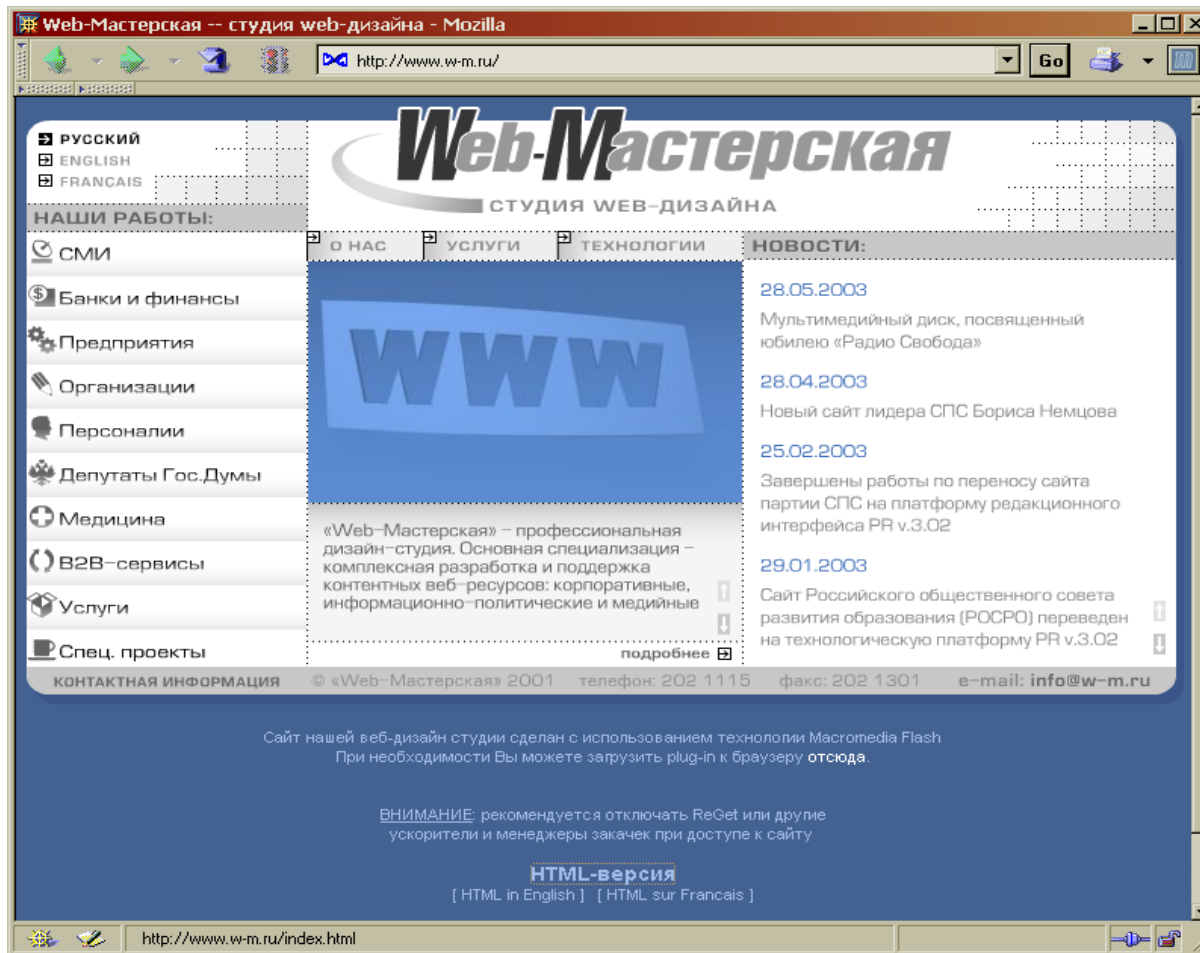 Web-Мастерская -- студия web-дизайна - Mozilla
http://www.w-m.ru/
Go
РУССКИЙ
ENGLISH
FRANCAIS
Web-Мастерская
СТУДИЯ WEB-ДИЗАЙНА
НАШИ РАБОТЫ:
СМИ
Банки и финансы
Предприятия
Организации
Персоналии
Депутаты Гос.Думы
Медицина
B2B-сервисы
Услуги
Спец. проекты
О НАС
УСЛУГИ
ТЕХНОЛОГИИ
WWW
«Web-Мастерская» - профессиональная
дизайн-студия. Основная специализация -
комплексная разработка и поддержка
контентных веб-ресурсов: корпоративные,
информационно-политические и медийные
подробнее
НОВОСТИ:
28.05.2003
Мультимедийный диск, посвященный
юбилею «Радио Свобода»
28.04.2003
Новый сайт лидера СПС Бориса Немцова
25.02.2003
Завершены работы по переносу сайта
партии СПС на платформу редакционного
интерфейса PR v.3.02
29.01.2003
Сайт Российского общественного совета
развития образования (РОСРО) переведен
на технологическую платформу PR v.3.02
КОНТАКТНАЯ ИНФОРМАЦИЯ © «Web-Мастерская» 2001 телефон: 202 1115 факс: 202 1301 e-mail: info@w-m.ru
Сайт нашей веб-дизайн студии сделан с использованием технологии Macromedia Flash
При необходимости Вы можете загрузить plug-in к браузеру отсюда.
ВНИМАНИЕ: рекомендуется отключать ReGet или другие
ускорители и менеджеры закачек при доступе к сайту
HTML-версия
[ HTML in English ] [ HTML sur Francais ]
http://www.w-m.ru/index.html